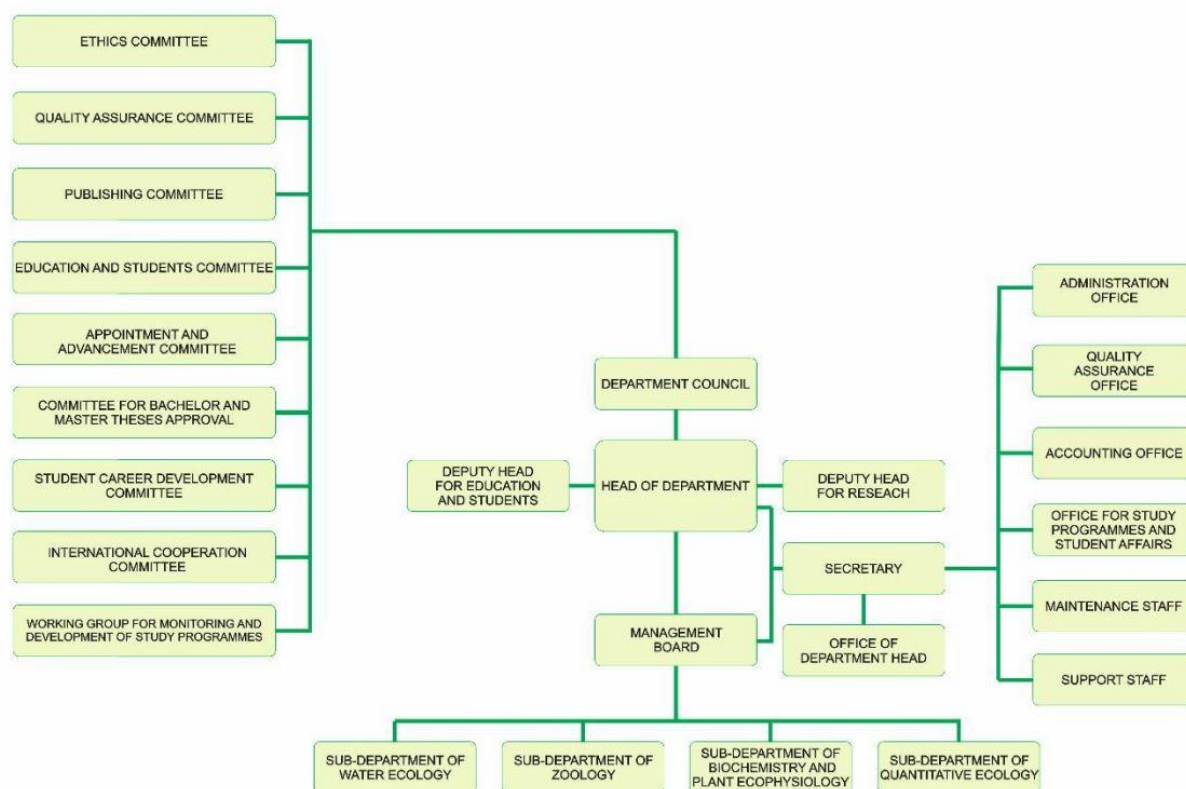 ETHICS COMMITTEE
QUALITY ASSURANCE COMMITTEE
PUBLISHING COMMITTEE
EDUCATION AND STUDENTS COMMITTEE
APPOINTMENT AND
ADVANCEMENT COMMITTEE
COMMITTEE FOR BACHELOR AND
MASTER THESES APPROVAL
STUDENT CAREER DEVELOPMENT
COMMITTEE
INTERNATIONAL COOPERATION
COMMITTEE
WORKING GROUP FOR MONITORING AND
DEVELOPMENT OF STUDY PROGRAMMES
DEPARTMENT COUNCIL
DEPUTY HEAD
FOR EDUCATION
AND STUDENTS
HEAD OF DEPARTMENT
DEPUTY HEAD
FOR RESEACH
SECRETARY
MANAGEMENT
BOARD
OFFICE OF
DEPARTMENT HEAD
ADMINISTRATION
OFFICE
QUALITY
ASSURANCE
OFFICE
ACCOUNTING OFFICE
OFFICE FOR STUDY
PROGRAMMES AND
STUDENT AFFAIRS
MAINTENANCE STAFF
SUPPORT STAFF
SUB-DEPARTMENT OF
WATER ECOLOGY
SUB-DEPARTMENT OF
ZOOLOGY
SUB-DEPARTMENT OF
BIOCHEMISTRY AND
PLANT ECOPHYSIOLOGY
SUB-DEPARTMENT OF
QUANTITATIVE ECOLOGY